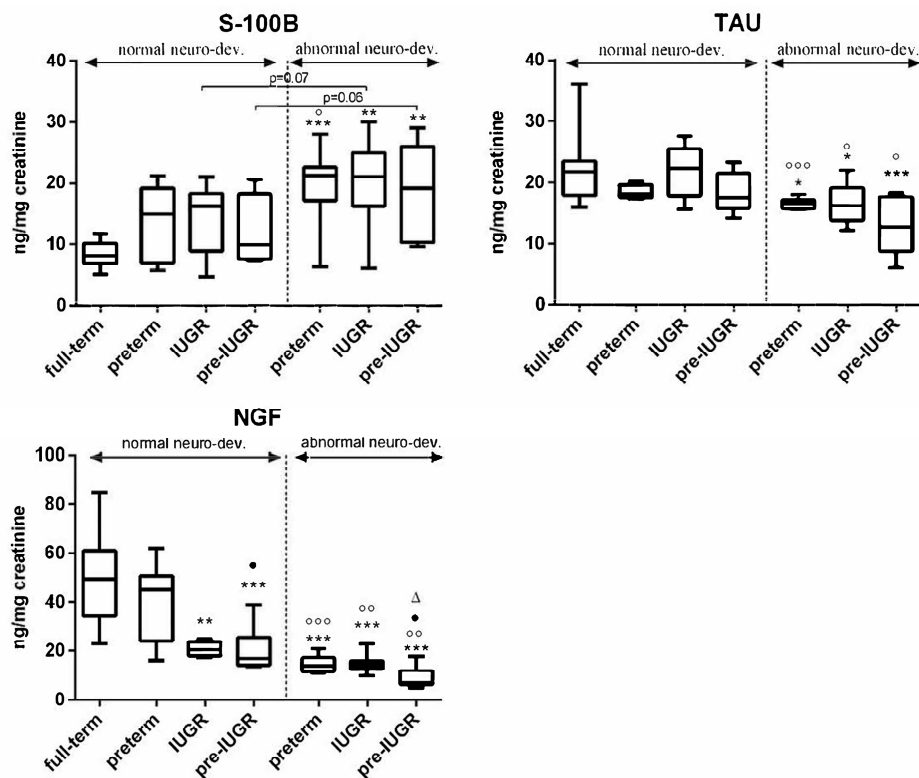 S-100B
normal neuro-dev. abnormal neuro-dev.
p=0.07
p=0.06
° ** **
***
40
30
20
10
0
ng/mg creatinine
full-term preterm IUGR pre-IUGR preterm IUGR pre-IUGR
TAU
normal neuro-dev. abnormal neuro-dev.
40
30
20
10
0
ng/mg creatinine
°°° ° °
* * ***
full-term preterm IUGR pre-IUGR preterm IUGR pre-IUGR
NGF
normal neuro-dev. abnormal neuro-dev.
100
80
60
40
20
0
ng/mg creatinine
** 
●
***
°°°
***
°°
***
Δ
●
°°
***
full-term preterm IUGR pre-IUGR preterm IUGR pre-IUGR